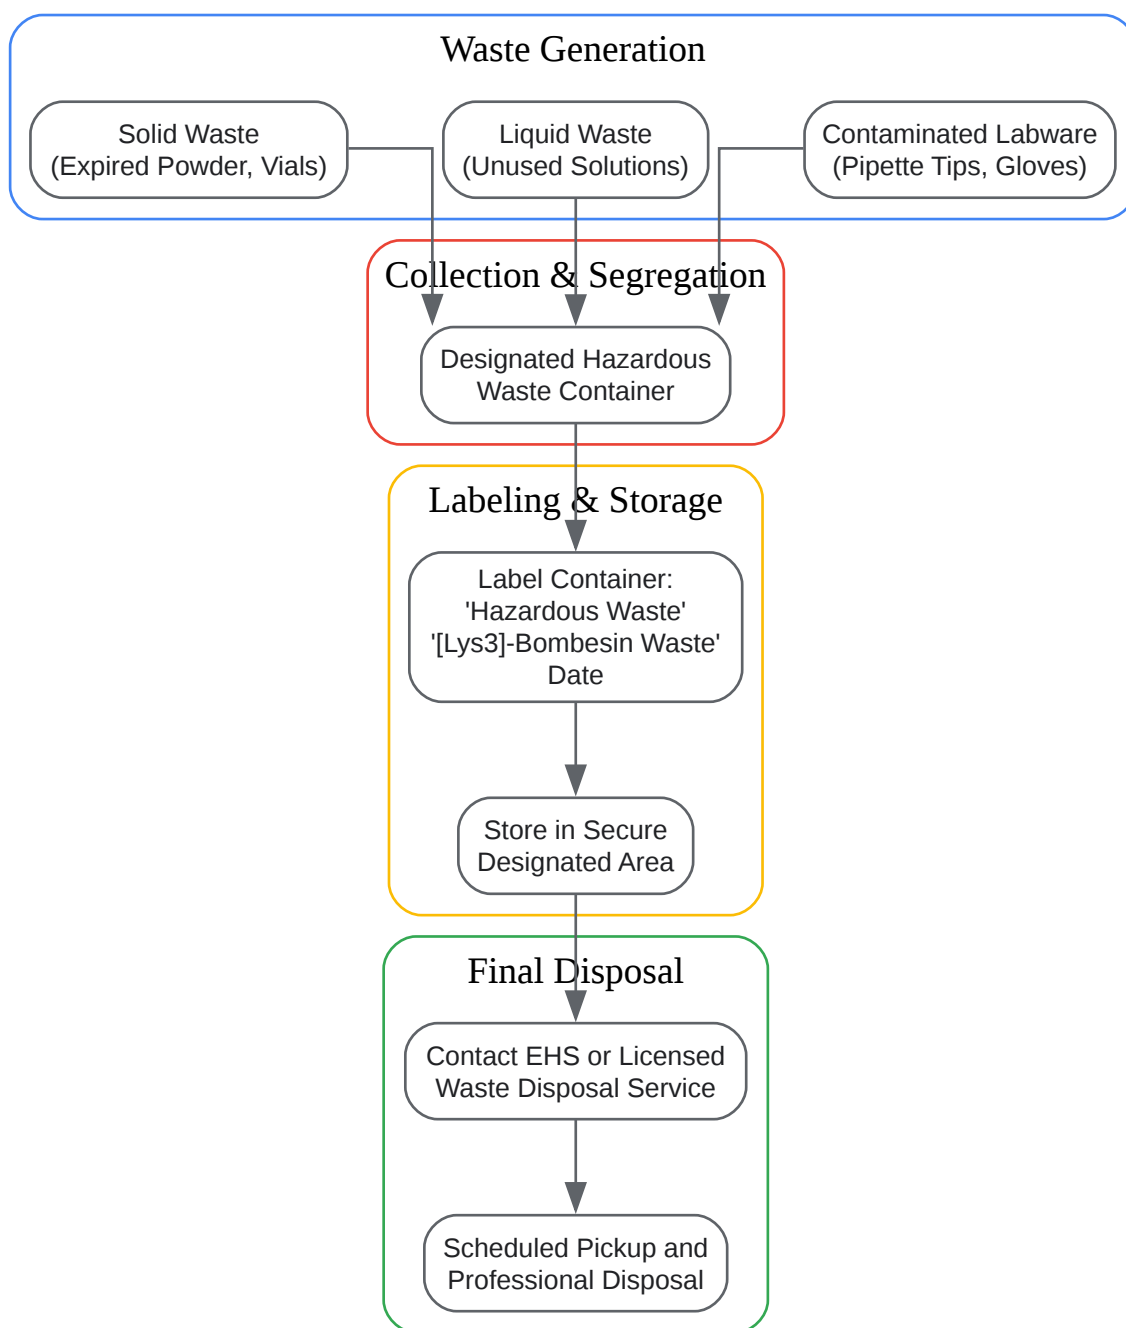 Waste Generation
Solid Waste
(Expired Powder, Vials)
Liquid Waste
(Unused Solutions)
Contaminated Labware
(Pipette Tips, Gloves)
Collection & Segregation
Designated Hazardous
Waste Container
Labeling & Storage
Label Container:
'Hazardous Waste'
'[Lys3]-Bombesin Waste'
Date
Store in Secure
Designated Area
Final Disposal
Contact EHS or Licensed
Waste Disposal Service
Scheduled Pickup and
Professional Disposal